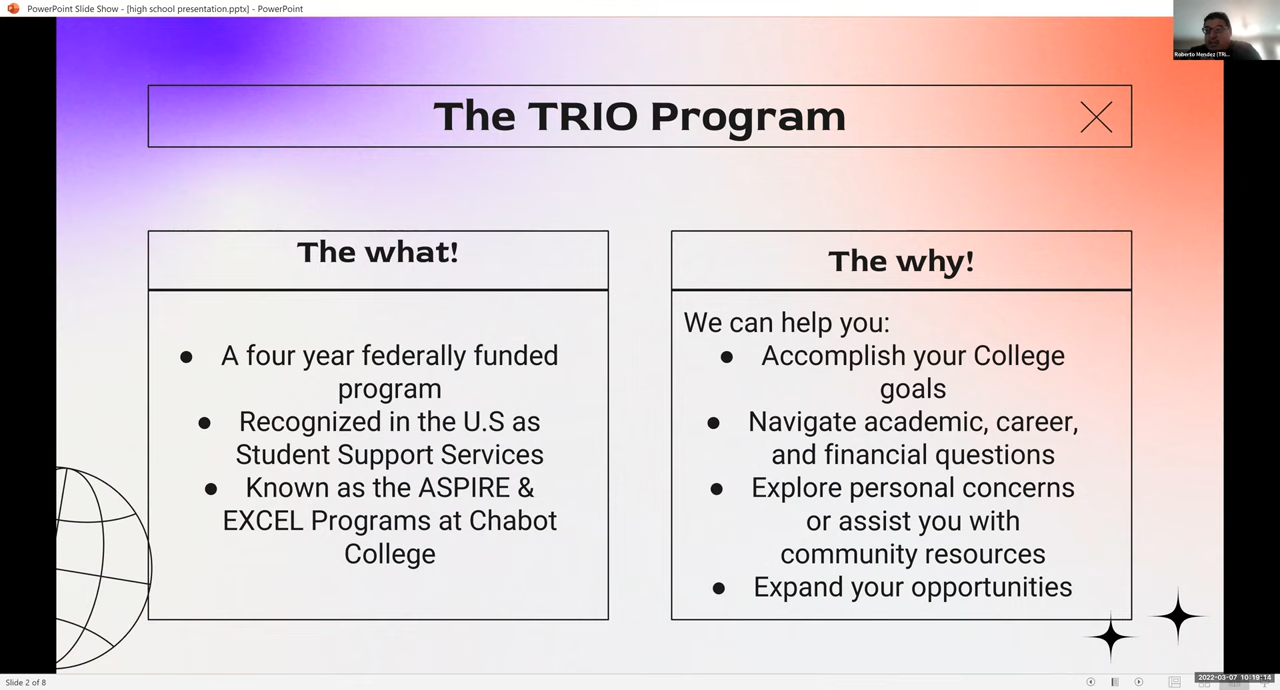 PowerPoint Slide Show - [high school presentation.pptx] - PowerPoint
Roberto Mendez (TRI...
The TRIO Program
The what!
● A four year federally funded
program
● Recognized in the U.S as
Student Support Services
● Known as the ASPIRE &
EXCEL Programs at Chabot
College
The why!
We can help you:
● Accomplish your College
goals
● Navigate academic, career,
and financial questions
● Explore personal concerns
or assist you with
community resources
● Expand your opportunities
Slide 2 of 8
2022-03-07 10:19:14